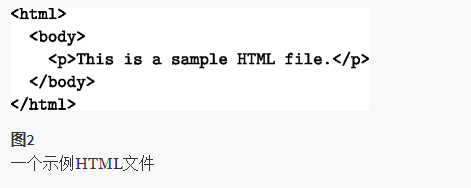 <html>
  <body>
    <p>This is a sample HTML file.</p>
  </body>
</html>
图2
一个示例HTML文件